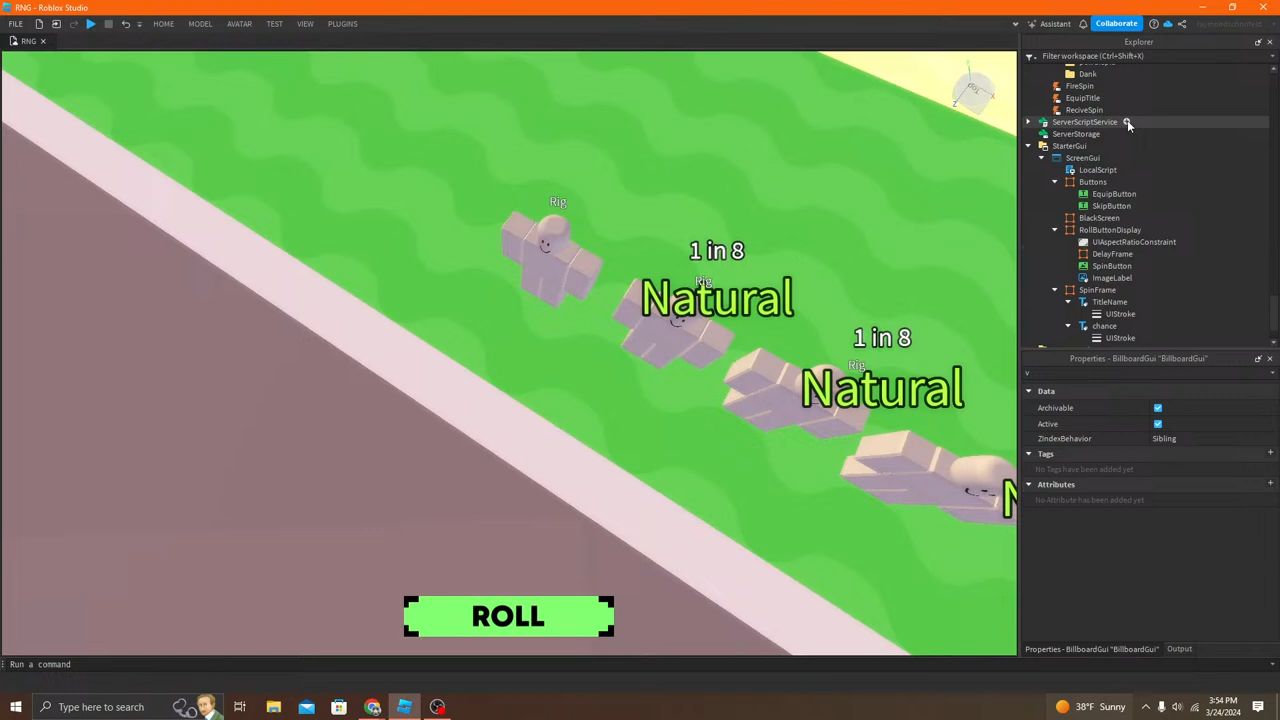 RNG - Roblox Studio
FILE
HOME MODEL AVATAR TEST VIEW PLUGINS
Assistant Collaborate
RNG
Explorer
Filter workspace (Ctrl+Shift+X)
Dank
FireSpin
EquipTitle
ReciveSpin
ServerScriptService
ServerStorage
StarterGui
ScreenGui
LocalScript
Buttons
EquipButton
SkipButton
BlackScreen
RollButtonDisplay
UIAspectRatioConstraint
DelayFrame
SpinButton
ImageLabel
SpinFrame
TitleName
UIStroke
chance
UIStroke
Properties - BillboardGui "BillboardGui"
v
Data
Archivable
Active
ZIndexBehavior Sibling
Tags
No Tags have been added yet
Attributes
No Attribute has been added yet
Properties - BillboardGui "BillboardGui" Output
Top
X
Z
Rig
1 in 8
Rig
Natural
1 in 8
Rig
Natural
N
ROLL
Run a command
Type here to search
38°F Sunny
3:54 PM
3/24/2024